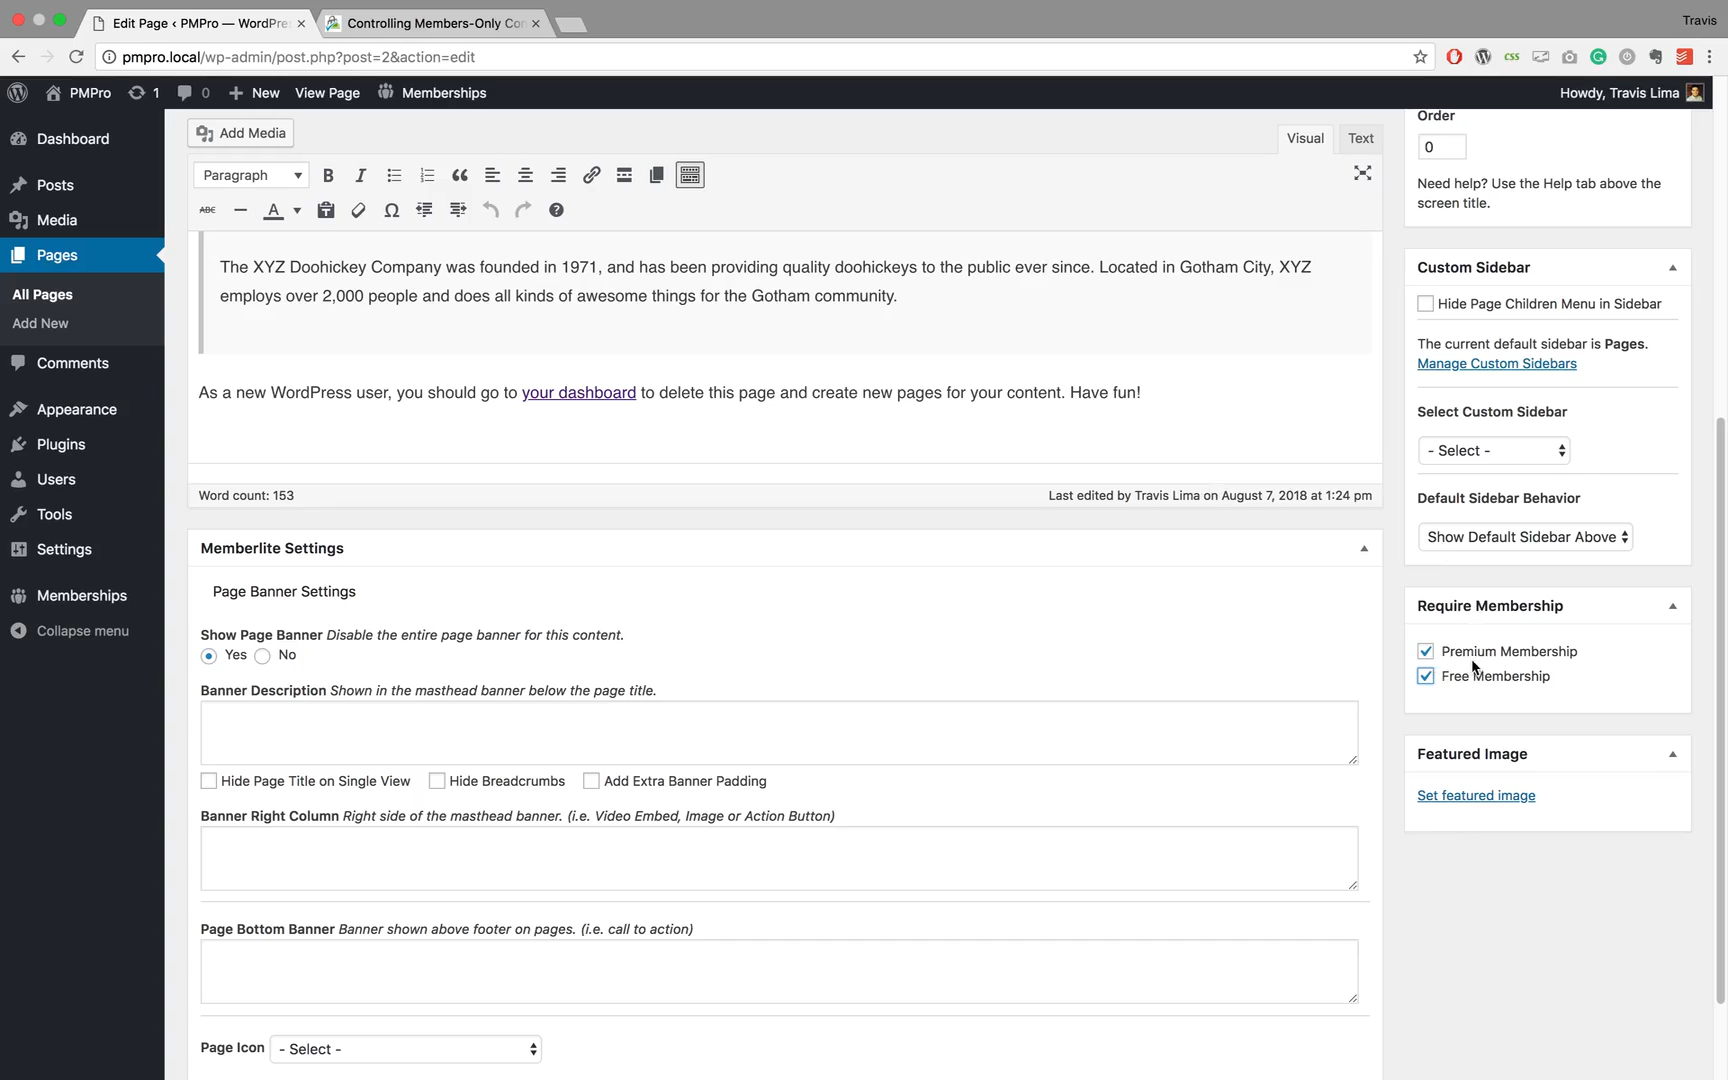 Edit Page ‹ PMPro — WordPre
Controlling Members-Only Co
Travis
pmpro.local/wp-admin/post.php?post=2&action=edit
CSS
PMPro
1
0
New
View Page
Memberships
Howdy, Travis Lima
Dashboard
Posts
Media
Pages
All Pages
Add New
Comments
Appearance
Plugins
Users
Tools
Settings
Memberships
Collapse menu
Add Media
Visual
Text
Paragraph
B
I
ABC
A
Ω
The XYZ Doohickey Company was founded in 1971, and has been providing quality doohickeys to the public ever since. Located in Gotham City, XYZ
employs over 2,000 people and does all kinds of awesome things for the Gotham community.
As a new WordPress user, you should go to your dashboard to delete this page and create new pages for your content. Have fun!
Word count: 153
Last edited by Travis Lima on August 7, 2018 at 1:24 pm
Memberlite Settings
Page Banner Settings
Show Page Banner Disable the entire page banner for this content.
Yes
No
Banner Description Shown in the masthead banner below the page title.
Hide Page Title on Single View
Hide Breadcrumbs
Add Extra Banner Padding
Banner Right Column Right side of the masthead banner. (i.e. Video Embed, Image or Action Button)
Page Bottom Banner Banner shown above footer on pages. (i.e. call to action)
Page Icon
- Select -
Order
0
Need help? Use the Help tab above the
screen title.
Custom Sidebar
Hide Page Children Menu in Sidebar
The current default sidebar is Pages.
Manage Custom Sidebars
Select Custom Sidebar
- Select -
Default Sidebar Behavior
Show Default Sidebar Above
Require Membership
Premium Membership
Free Membership
Featured Image
Set featured image